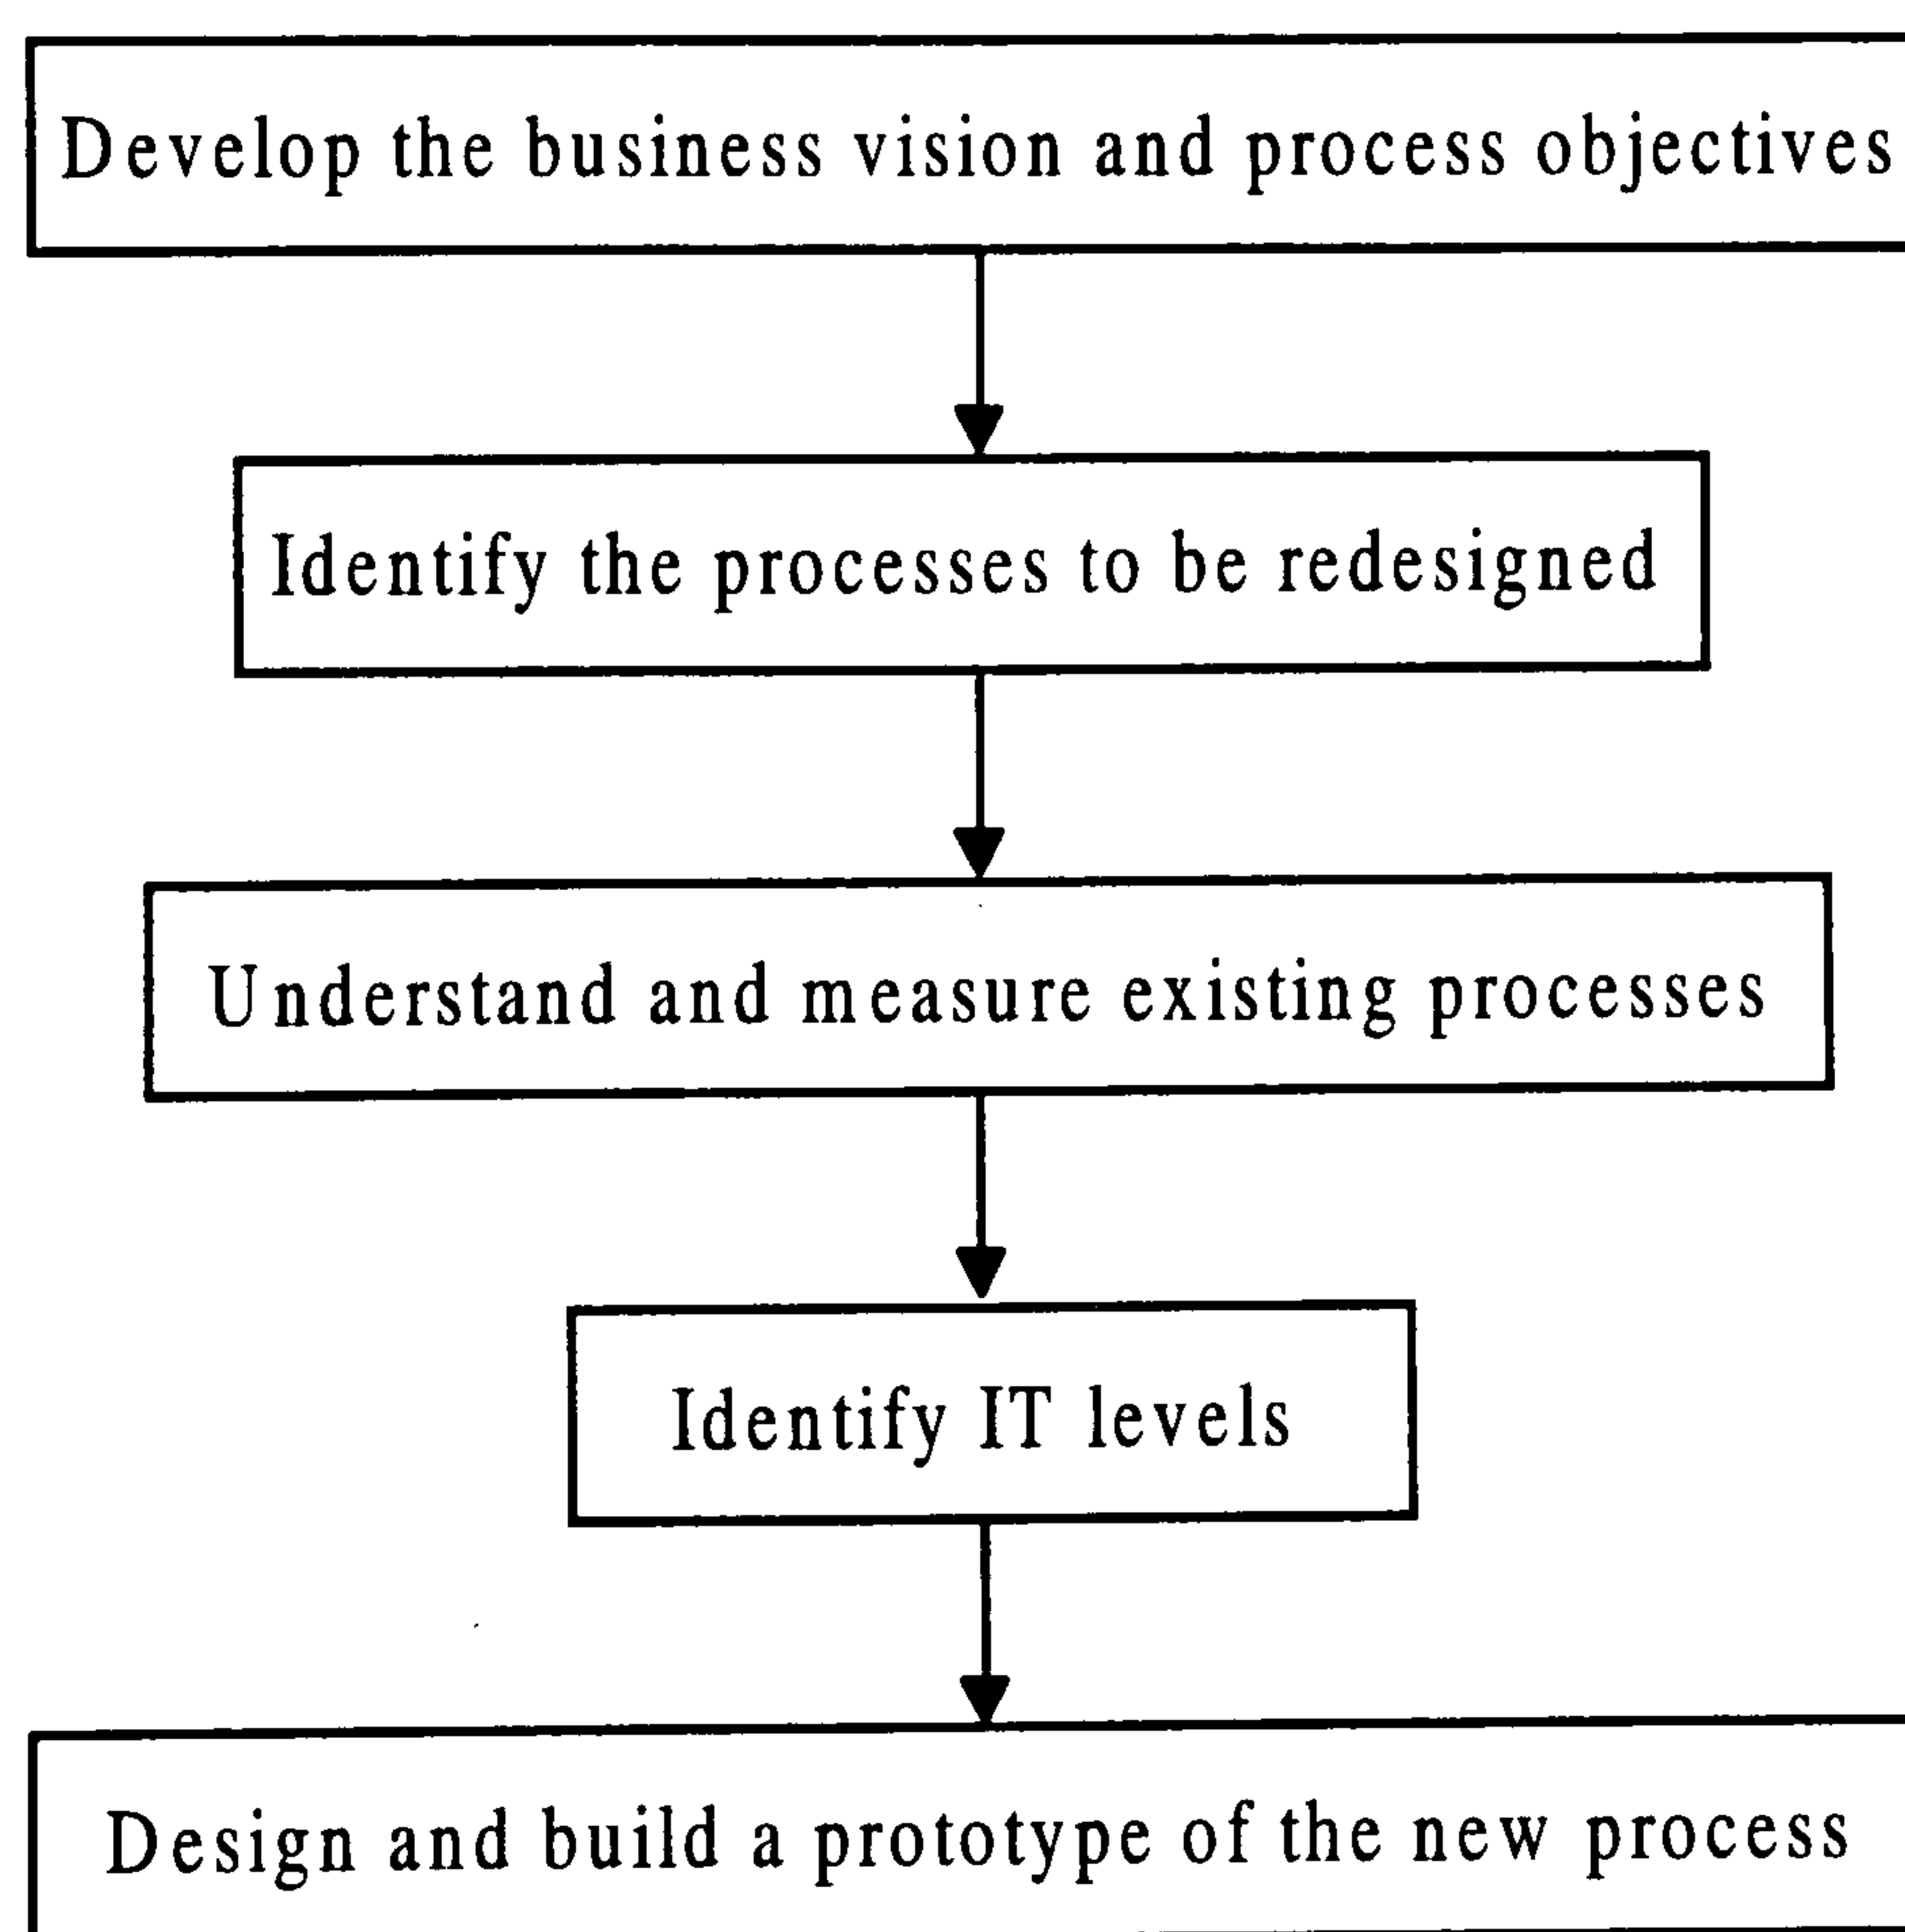 Develop the business vision and process objectives
Identify the processes to be redesigned
Understand and measure existing processes
Identify IT levels
Design and build a prototype of the new process